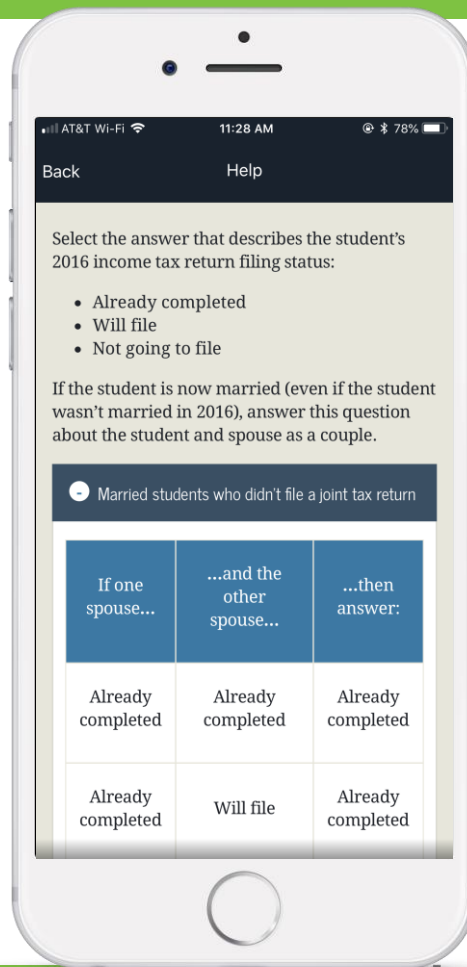 AT&T Wi-Fi 11:28 AM 78%
Back Help
Select the answer that describes the student's
2016 income tax return filing status:
• Already completed
• Will file
• Not going to file
If the student is now married (even if the student
wasn't married in 2016), answer this question
about the student and spouse as a couple.
- Married students who didn't file a joint tax return
If one
spouse...
...and the
other
spouse...
...then
answer:
Already
completed
Already
completed
Already
completed
Already
completed
Will file
Already
completed